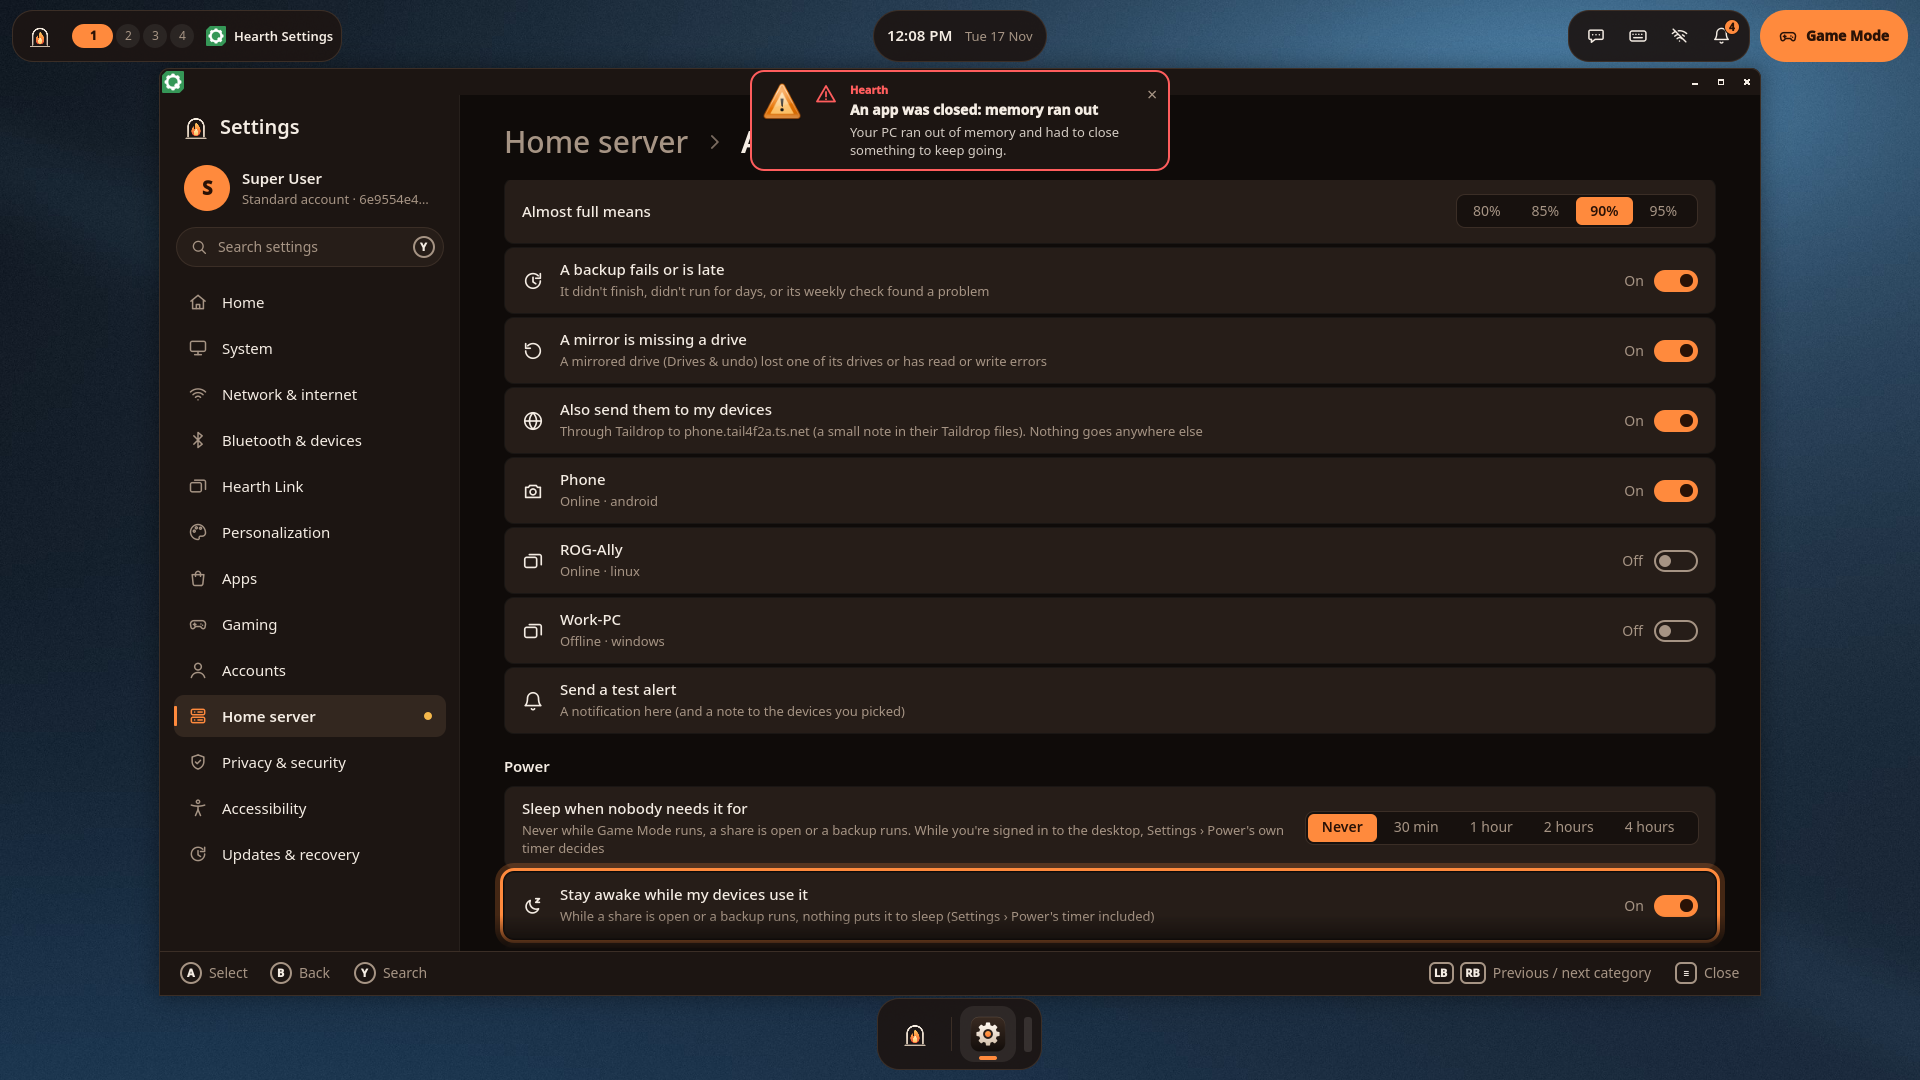 1 2 3 4 Hearth Settings
12:08 PM Tue 17 Nov
4
Game Mode
Hearth
An app was closed: memory ran out
Your PC ran out of memory and had to close
something to keep going.
Settings
Super User
Standard account · 6e9554e4...
S
Search settings Y
Home
System
Network & internet
Bluetooth & devices
Hearth Link
Personalization
Apps
Gaming
Accounts
Home server
Privacy & security
Accessibility
Updates & recovery
Home server
Almost full means
80% 85% 90% 95%
A backup fails or is late
It didn't finish, didn't run for days, or its weekly check found a problem
On
A mirror is missing a drive
A mirrored drive (Drives & undo) lost one of its drives or has read or write errors
On
Also send them to my devices
Through Taildrop to phone.tail4f2a.ts.net (a small note in their Taildrop files). Nothing goes anywhere else
On
Phone
Online · android
On
ROG-Ally
Online · linux
Off
Work-PC
Offline · windows
Off
Send a test alert
A notification here (and a note to the devices you picked)
Power
Sleep when nobody needs it for
Never while Game Mode runs, a share is open or a backup runs. While you're signed in to the desktop, Settings › Power's own
timer decides
Never 30 min 1 hour 2 hours 4 hours
Stay awake while my devices use it
While a share is open or a backup runs, nothing puts it to sleep (Settings › Power's timer included)
On
A Select B Back Y Search
LB RB Previous / next category Close